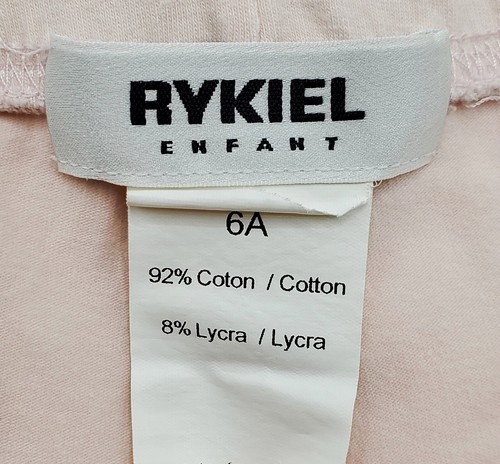 RYKIEL
ENFANT
6A
92% Coton / Cotton
8% Lycra / Lycra